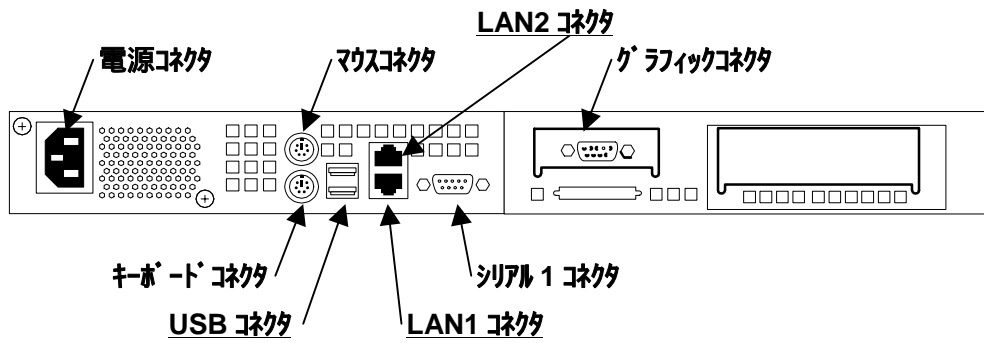 LAN2 コネクタ
電源コネクタ
マウスコネクタ
グラフィックコネクタ
キーボードコネクタ
シリアル 1 コネクタ
USB コネクタ
LAN1 コネクタ